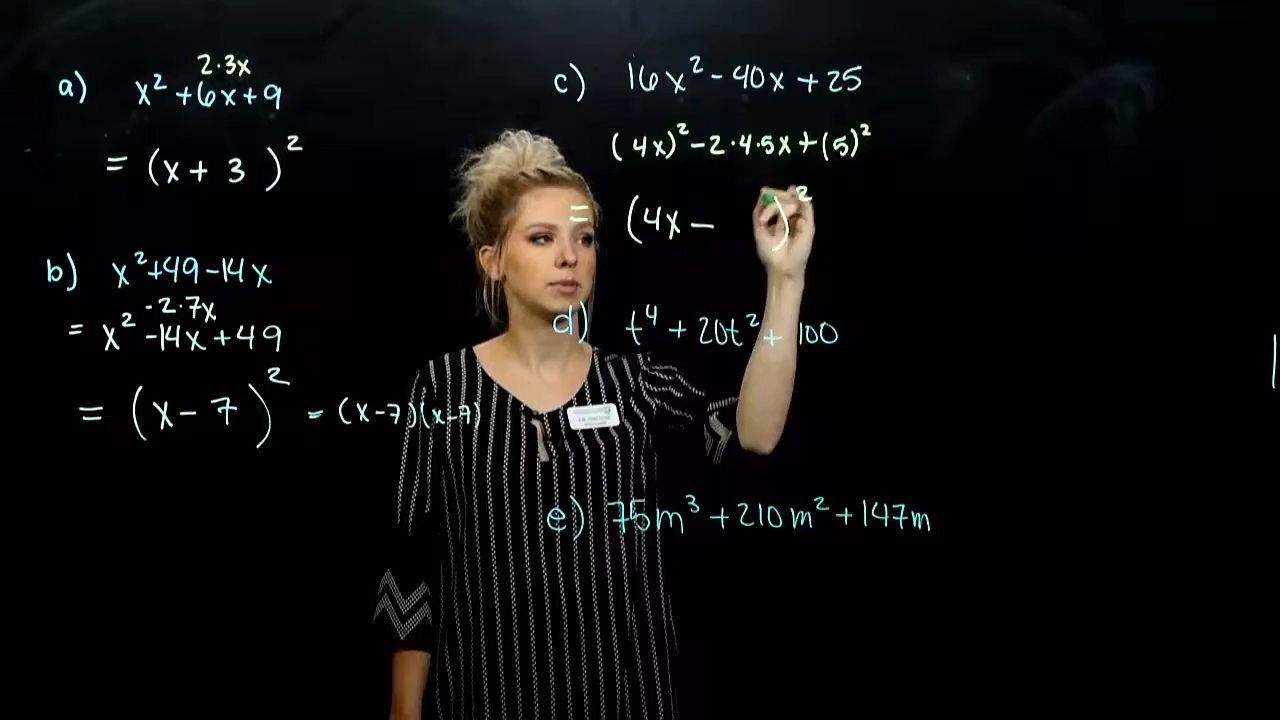 a)
2·3x
x² + 6x + 9
= (x + 3 )²
b) x² + 49 - 14x
- 2·7x
= x² - 14x + 49
= (x - 7 )² = (x - 7)(x - 7)
c) 16x² - 40x + 25
(4x)² - 2·4·5x + (5)²
= (4x - )²
d) t⁴ + 20t² + 100
e) 75m³ + 210m² + 147m